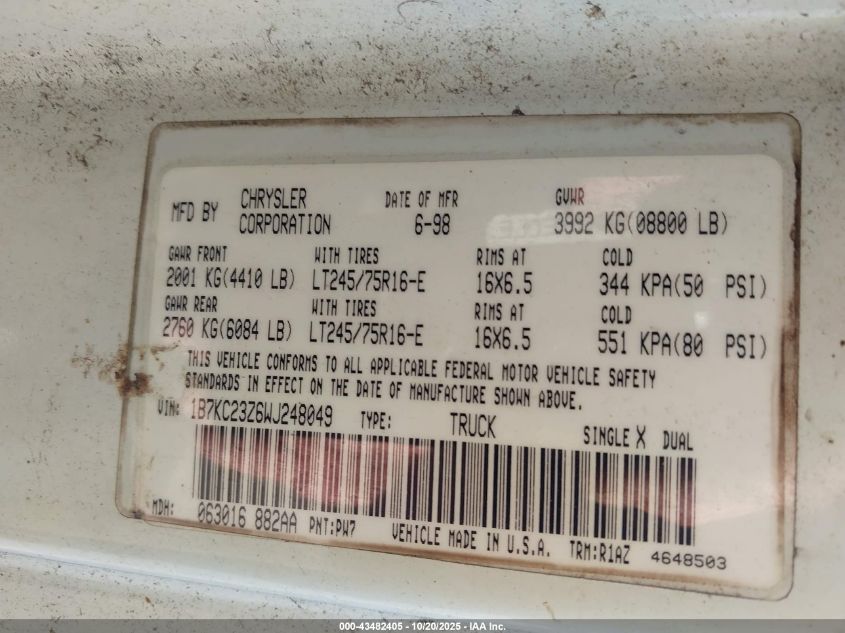 MFD BY CHRYSLER CORPORATION DATE OF MFR 6-98 GVWR 3992 KG(08800 LB)
GAWR FRONT WITH TIRES RIMS AT COLD
2001 KG(4410 LB) LT245/75R16-E 16X6.5 344 KPA(50 PSI)
GAWR REAR WITH TIRES RIMS AT COLD
2760 KG(6084 LB) LT245/75R16-E 16X6.5 551 KPA(80 PSI)
THIS VEHICLE CONFORMS TO ALL APPLICABLE FEDERAL MOTOR VEHICLE SAFETY
STANDARDS IN EFFECT ON THE DATE OF MANUFACTURE SHOWN ABOVE.
VIN: 1B7KC23Z6WJ248049 TYPE: TRUCK SINGLE X DUAL
MDH: 063016 882AA PNT:PW7 VEHICLE MADE IN U.S.A. TRM:R1AZ 4648503
000-43482405 - 10/20/2025 - IAA Inc.